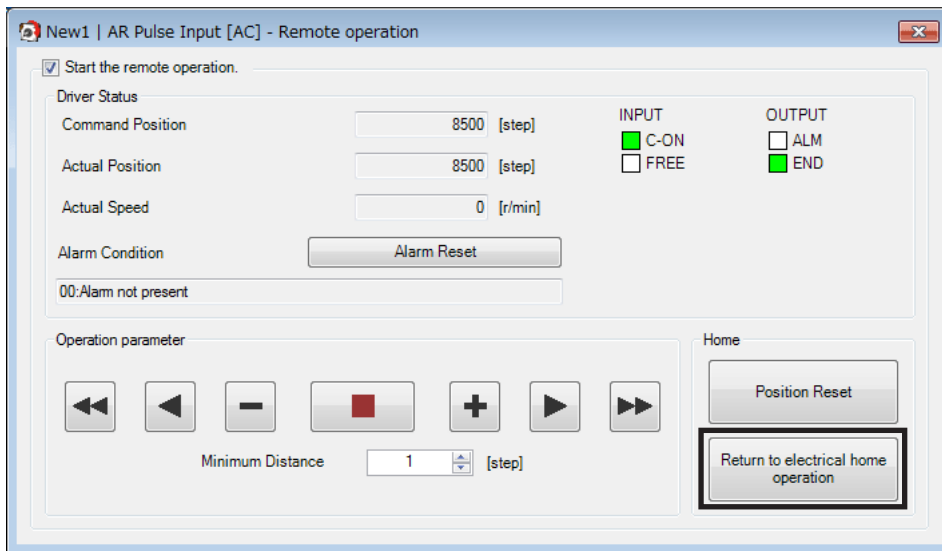 New1 | AR Pulse Input [AC] - Remote operation
Start the remote operation.
Driver Status
Command Position 8500 [step]
Actual Position 8500 [step]
Actual Speed 0 [r/min]
Alarm Condition Alarm Reset
00:Alarm not present
INPUT
C-ON
FREE
OUTPUT
ALM
END
Operation parameter
Minimum Distance 1 [step]
Home
Position Reset
Return to electrical home
operation